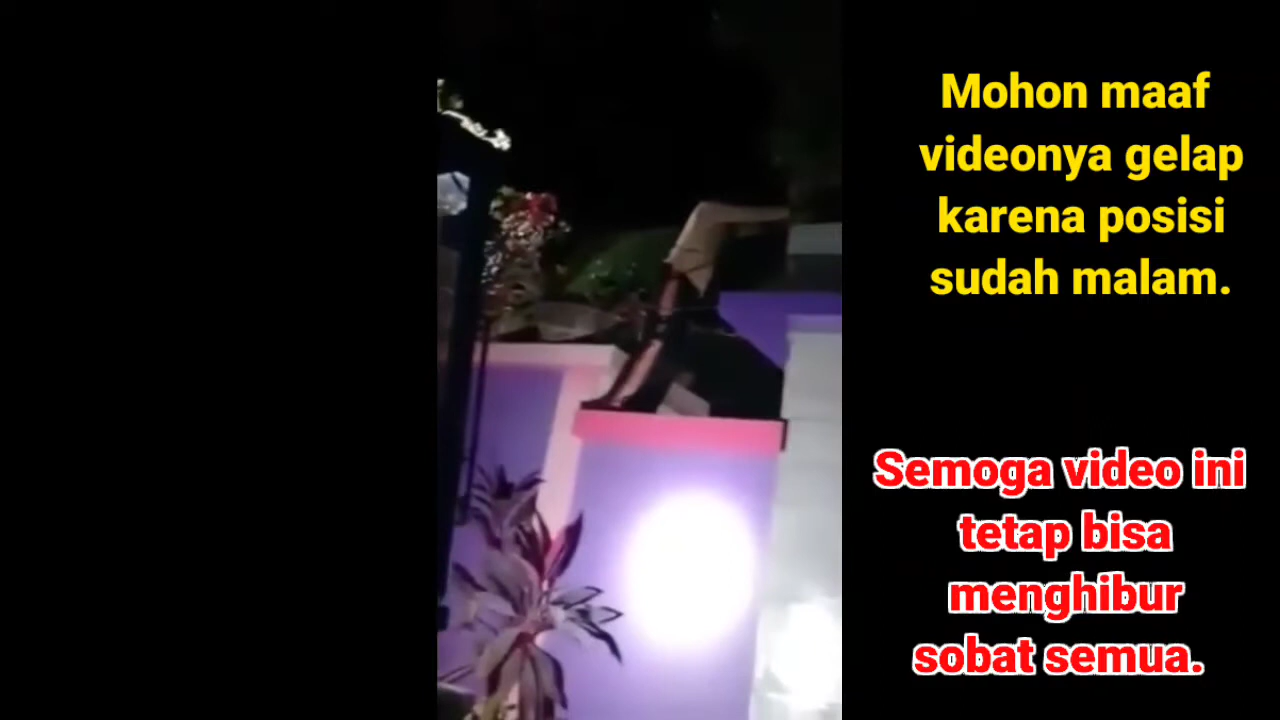 Mohon maaf
videonya gelap
karena posisi
sudah malam.
Semoga video ini
tetap bisa
menghibur
sobat semua.